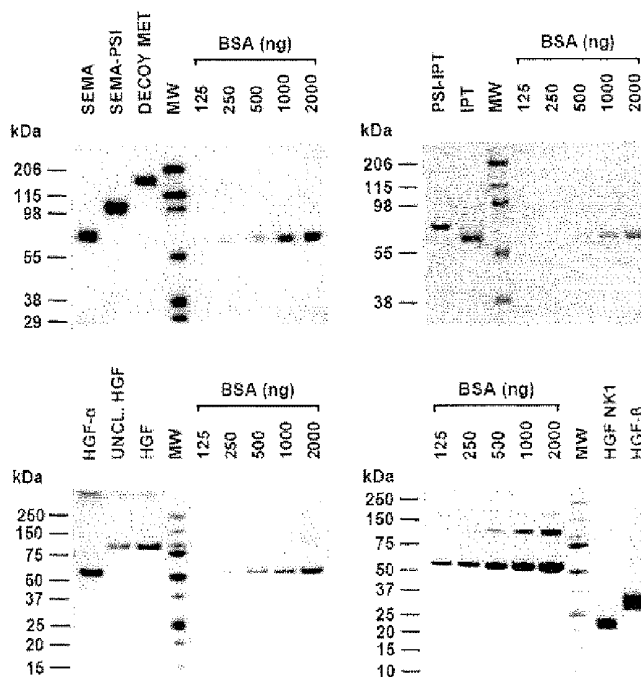 SEMA
SEMA-PSI
DECOY MET
MW
BSA (ng)
125
250
500
1000
2000
kDa
206
115
98
55
38
29
PSI-IPT
IPT
MW
BSA (ng)
125
250
500
1000
2000
kDa
206
115
98
55
38
HGF-α
UNCL. HGF
HGF
MW
BSA (ng)
125
250
500
1000
2000
kDa
250
150
75
50
37
25
20
15
BSA (ng)
125
250
500
1000
2000
MW
HGF NK1
HGF-β
kDa
250
150
75
50
37
25
20
15
10